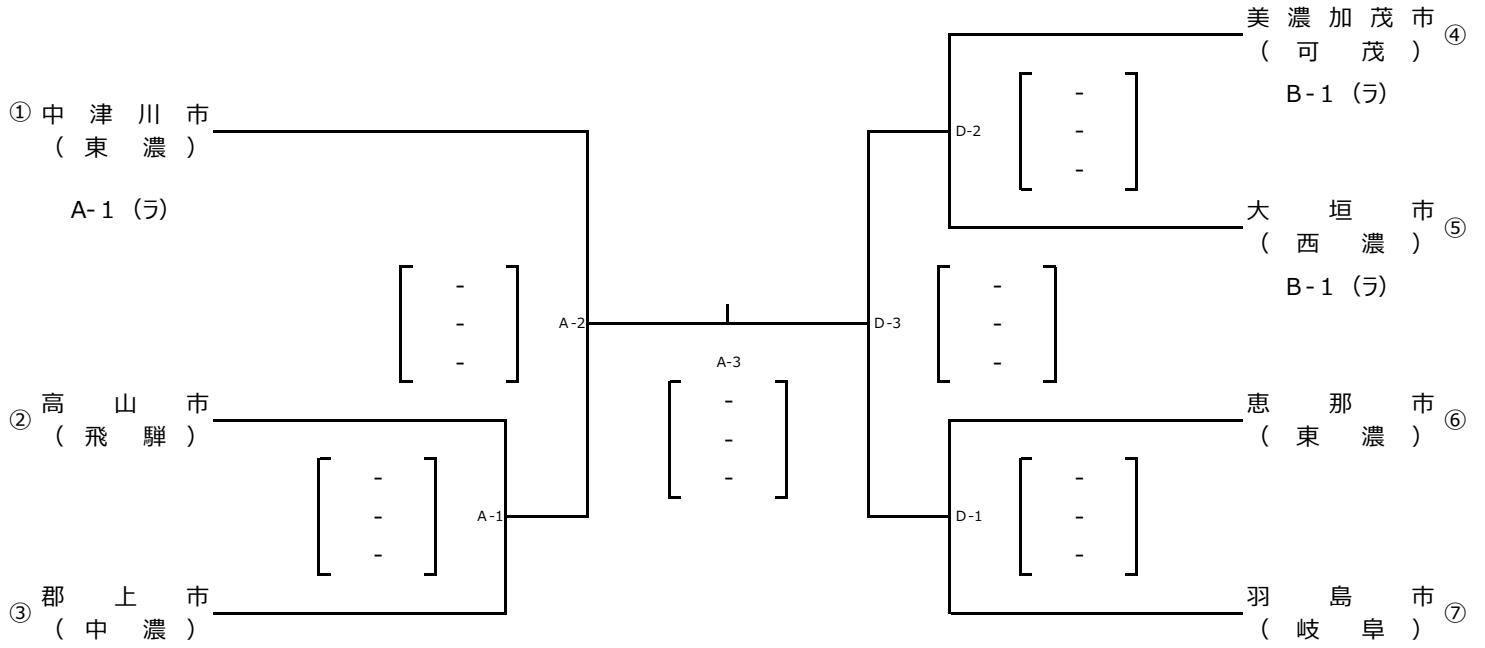 ① 中津川市
(東濃)
A-1 (ラ)
-
-
-
A-2
② 高山市
(飛騨)
-
-
-
A-1
③ 郡上市
(中濃)
A-3
-
-
-
美濃加茂市 ④
(可茂)
B-1 (ラ)
D-2
-
-
-
大垣市 ⑤
(西濃)
B-1 (ラ)
D-3
-
-
-
恵那市 ⑥
(東濃)
D-1
-
-
-
羽島市 ⑦
(岐阜)